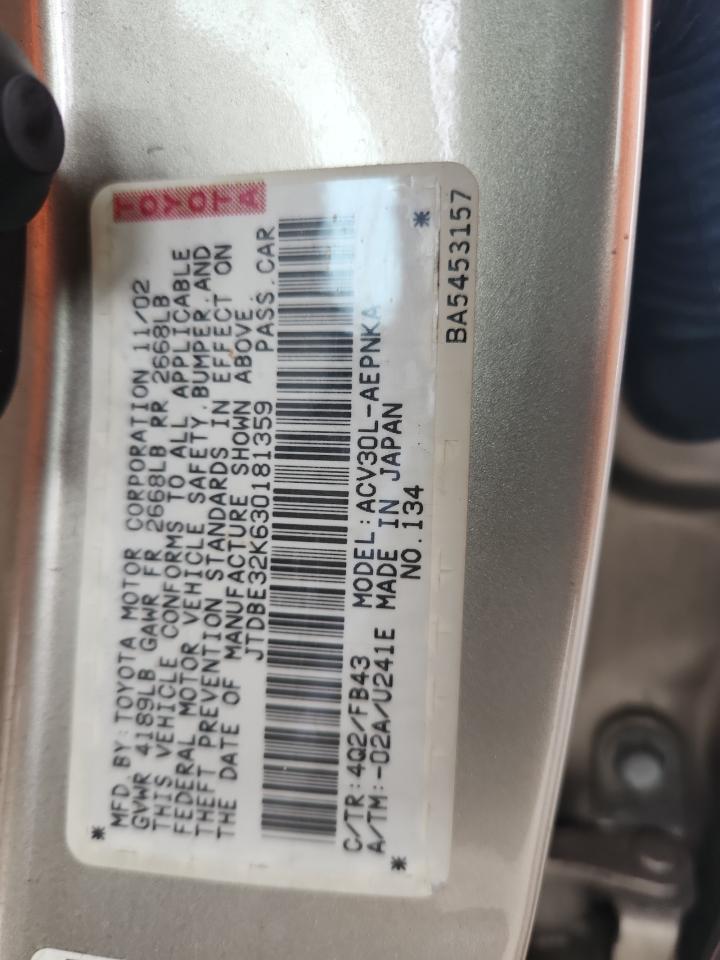 TOYOTA
* MFD. BY: TOYOTA MOTOR CORPORATION 11/02
GVWR 4189LB GAWR FR 2668LB RR 2668LB
THIS VEHICLE CONFORMS TO ALL APPLICABLE
FEDERAL MOTOR VEHICLE SAFETY, BUMPER, AND
THEFT PREVENTION STANDARDS IN EFFECT ON
THE DATE OF MANUFACTURE SHOWN ABOVE.
JTDBE32K630181359 PASS. CAR
C/TR: 4Q2/FB43 MODEL: ACV30L-AEPNKA
A/TM: -02A/U241E MADE IN JAPAN
* NO. 134 *
BA5453157